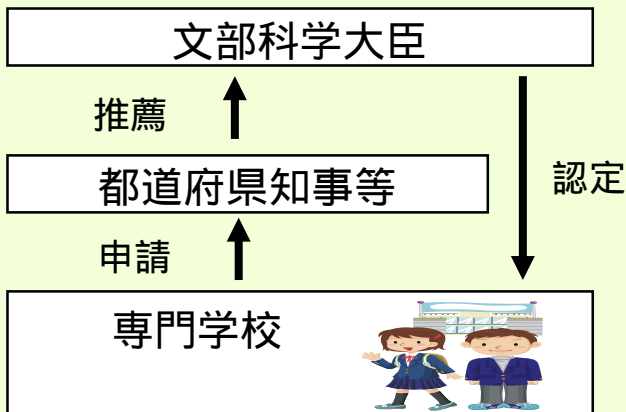 文部科学大臣
推薦
都道府県知事等
認定
申請
専門学校